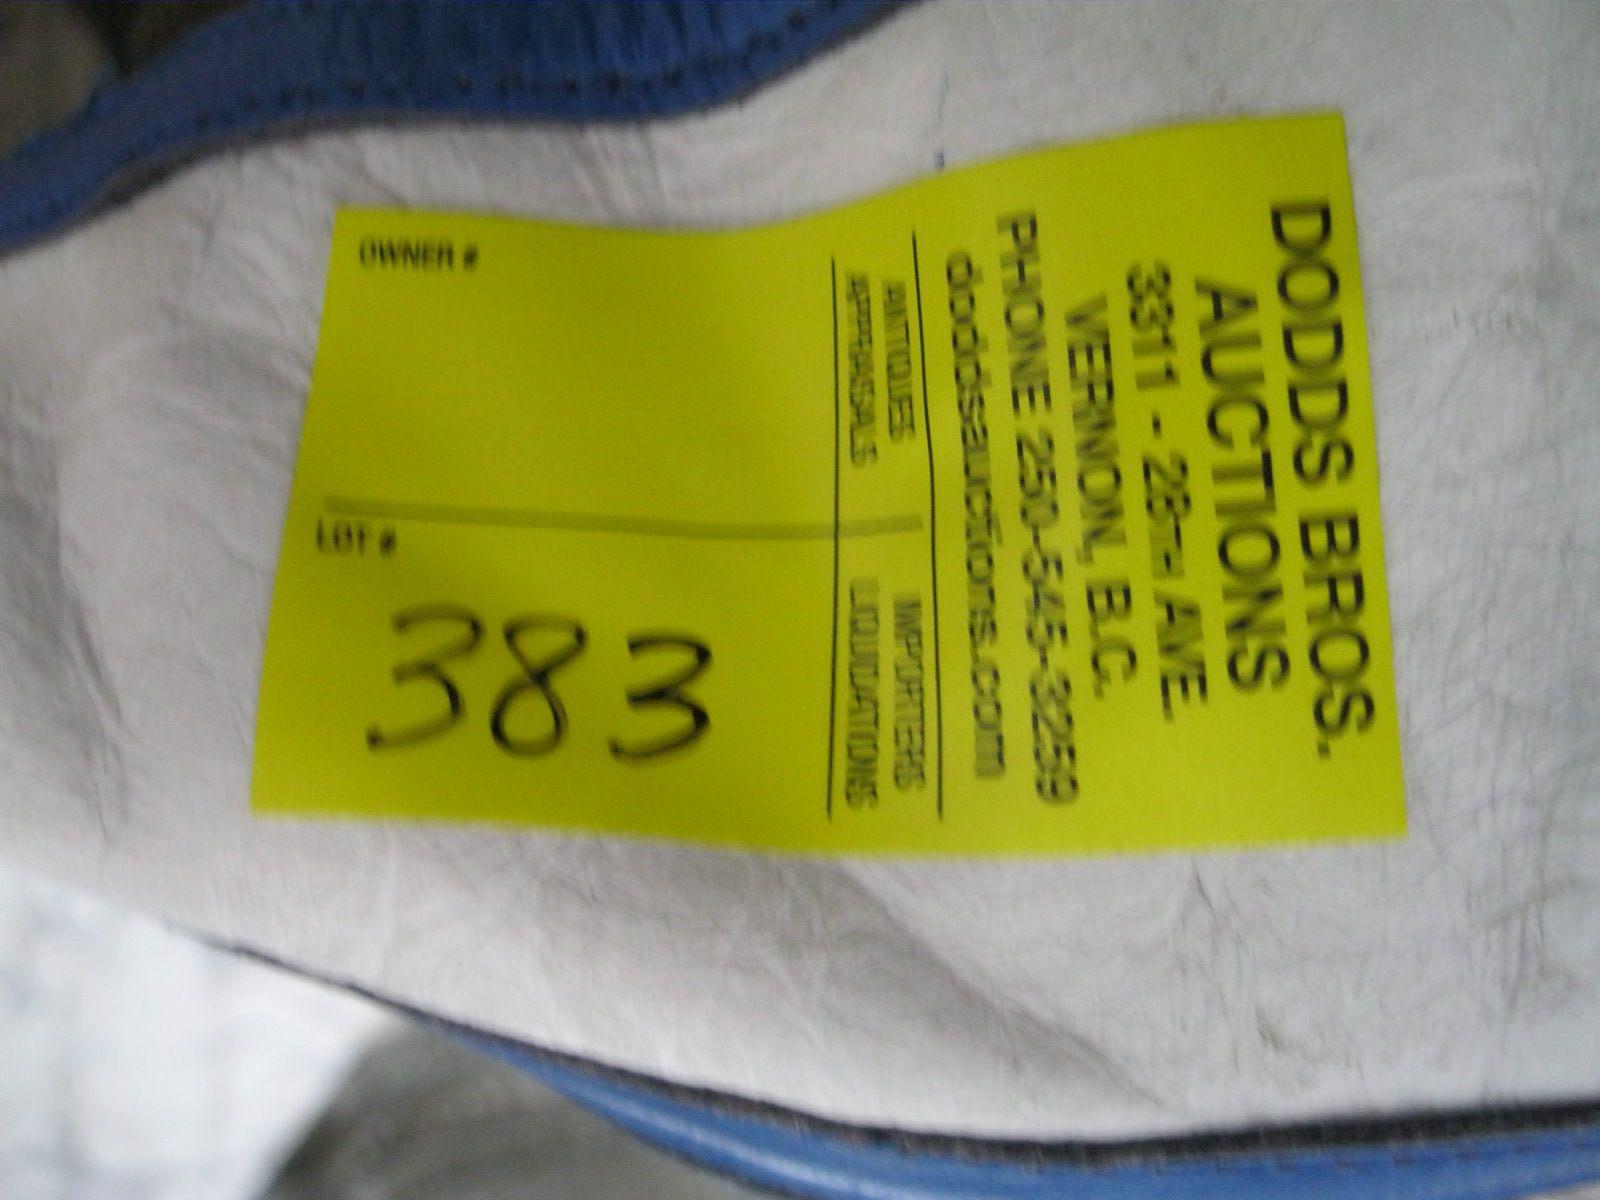 DODDS BROS.
AUCTIONS
3311 - 28TH AVE.
VERNON, B.C.
PHONE 250-545-3259
doddsauctions.com
ANTIQUES IMPORTERS
APPRAISALS LIQUIDATIONS
OWNER #
LOT #
383